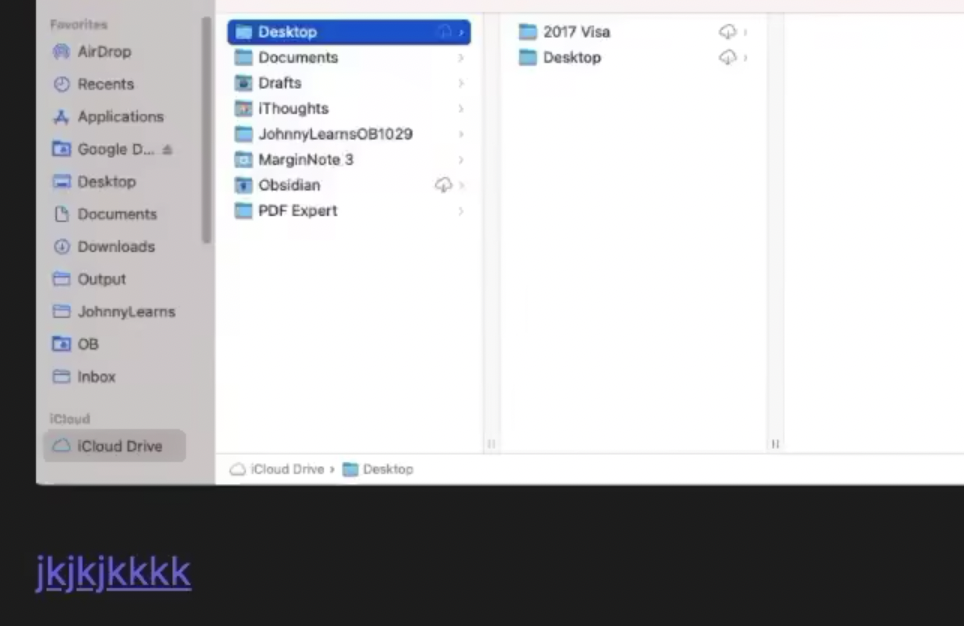 Favorites
AirDrop
Recents
Applications
Google D...
Desktop
Documents
Downloads
Output
JohnnyLearns
OB
Inbox
iCloud
iCloud Drive
Desktop
Documents
Drafts
iThoughts
JohnnyLearnsOB1029
MarginNote 3
Obsidian
PDF Expert
2017 Visa
Desktop
iCloud Drive › Desktop
jkjkjkkkk